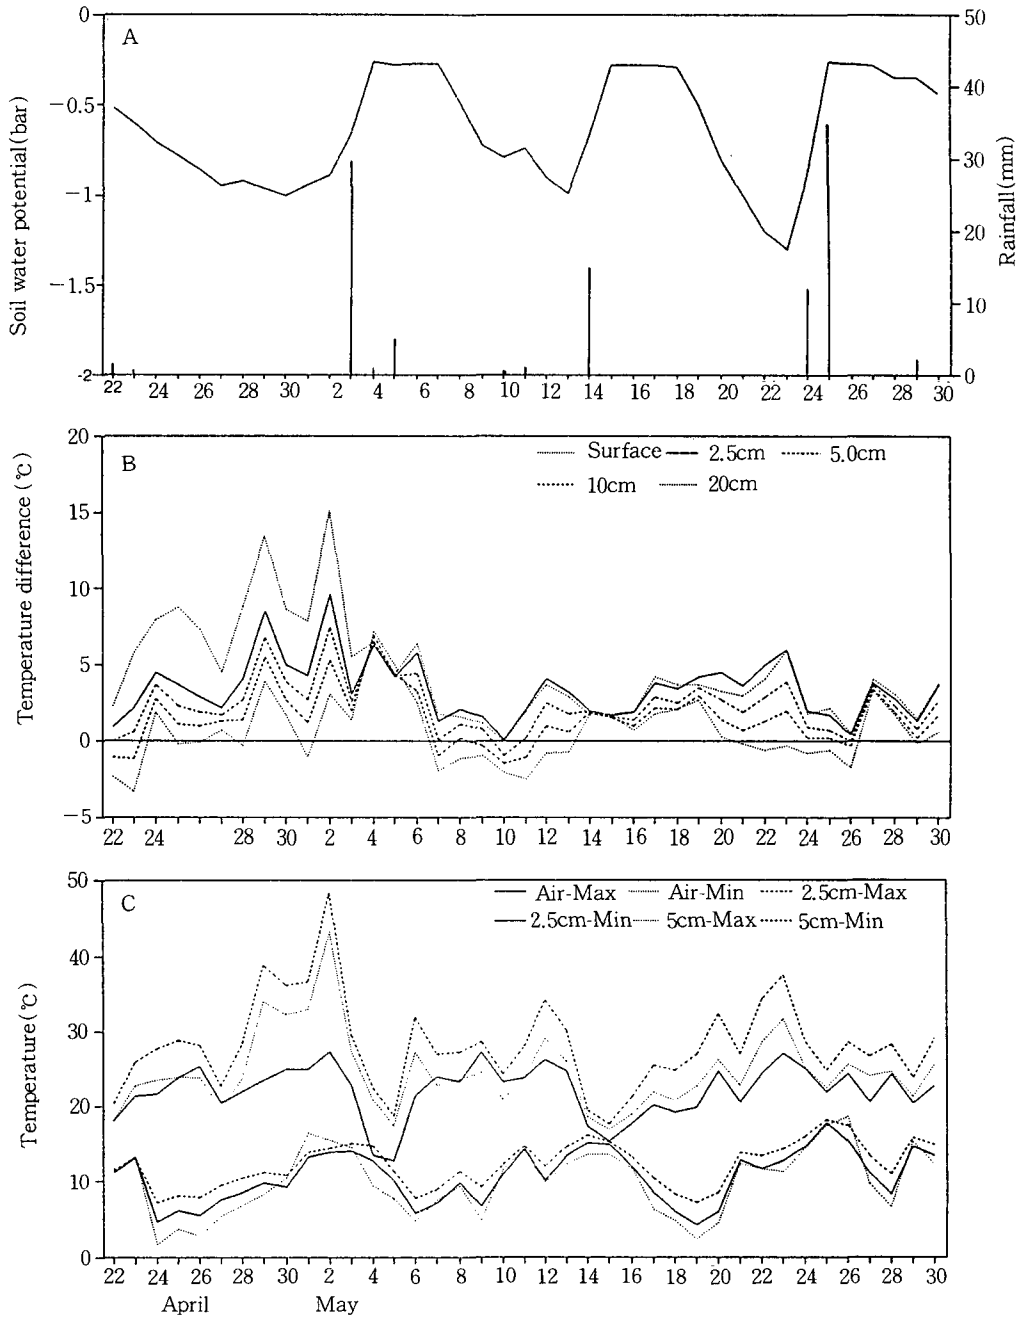 A
Soil water potential(bar)
Rainfall(mm)
0
−0.5
−1
−1.5
-2
50
40
30
20
10
0
22 24 26 28 30 2 4 6 8 10 12 14 16 18 20 22 24 26 28 30
B
Temperature difference (℃)
Surface 2.5cm 5.0cm
10cm 20cm
20
15
10
5
0
−5
22 24 28 30 2 4 6 8 10 12 14 16 18 20 22 24 26 28 30
C
Temperature(℃)
Air-Max Air-Min 2.5cm-Max
2.5cm-Min 5cm-Max 5cm-Min
50
40
30
20
10
0
22 24 26 28 30 2 4 6 8 10 12 14 16 18 20 22 24 26 28 30
April May